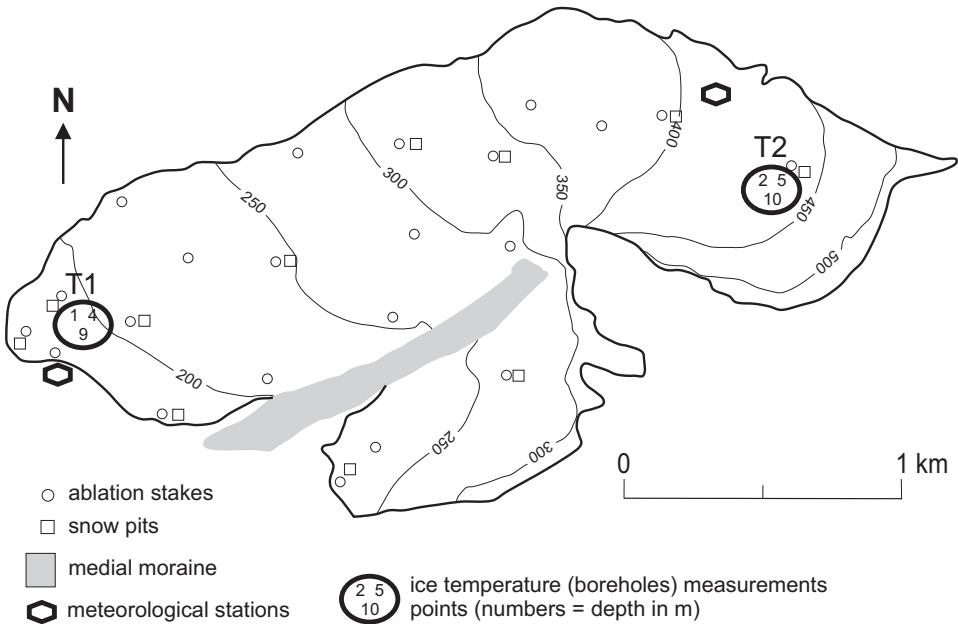 N
T1
1 4
9
T2
2 5
10
200
250
300
350
400
450
500
250
300
0 1 km
ablation stakes
snow pits
medial moraine
meteorological stations
2 5
10
ice temperature (boreholes) measurements
points (numbers = depth in m)